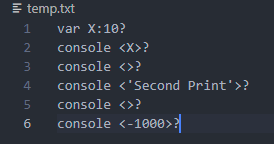 temp.txt
1 var X:10?
2 console <X>?
3 console <>?
4 console <'Second Print'>?
5 console <>?
6 console <-1000>?